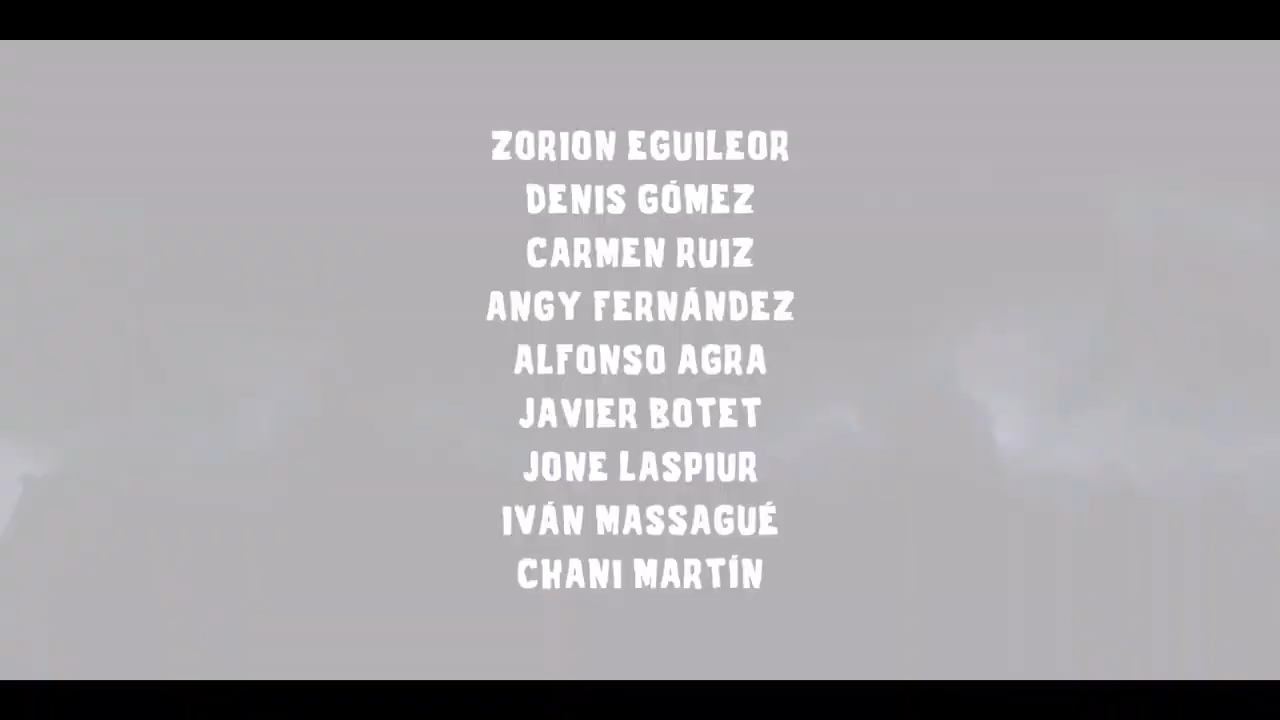 ZORION EGUILEOR
DENIS GÓMEZ
CARMEN RUIZ
ANGY FERNÁNDEZ
ALFONSO AGRA
JAVIER BOTET
JONE LASPIUR
IVÁN MASSAGUÉ
CHANI MARTÍN